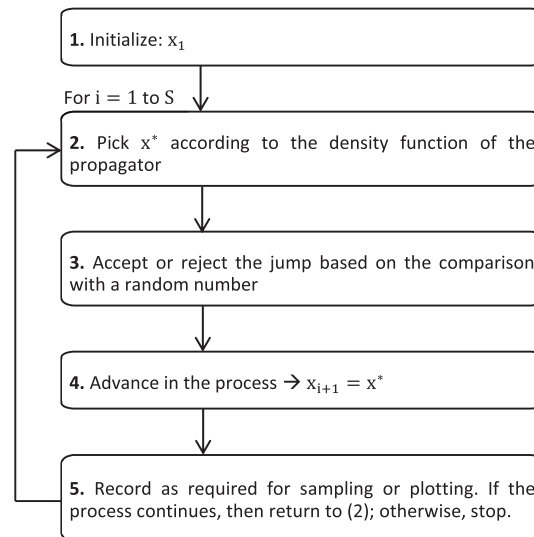 1. Initialize: x₁
For i = 1 to S
2. Pick x* according to the density function of the
propagator
3. Accept or reject the jump based on the comparison
with a random number
4. Advance in the process → xᵢ₊₁ = x*
5. Record as required for sampling or plotting. If the
process continues, then return to (2); otherwise, stop.